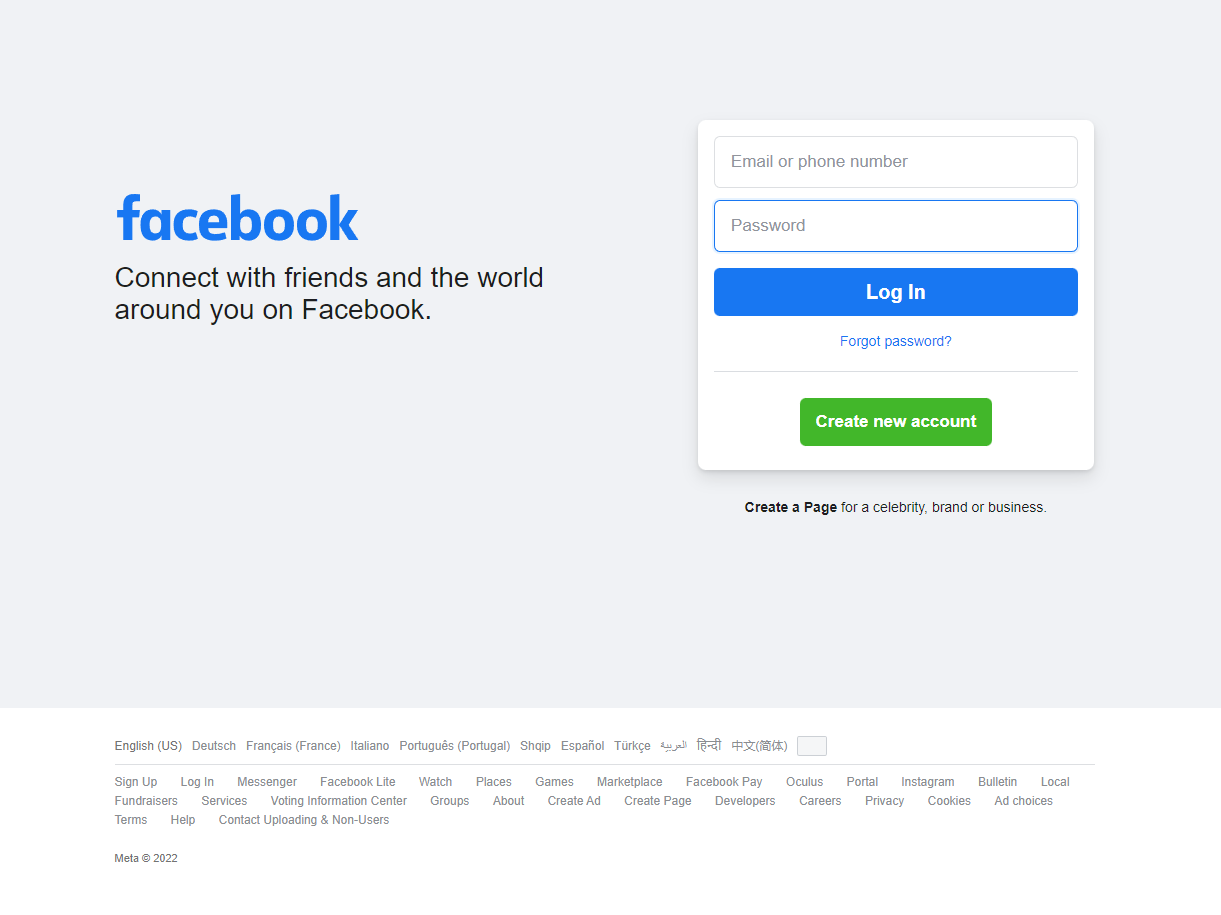 facebook
Connect with friends and the world
around you on Facebook.
Email or phone number
Password
Log In
Forgot password?
Create new account
Create a Page for a celebrity, brand or business.
English (US) Deutsch Français (France) Italiano Português (Portugal) Shqip Español Türkçe العربية हिन्दी 中文(简体)
Sign Up Log In Messenger Facebook Lite Watch Places Games Marketplace Facebook Pay Oculus Portal Instagram Bulletin Local
Fundraisers Services Voting Information Center Groups About Create Ad Create Page Developers Careers Privacy Cookies Ad choices
Terms Help Contact Uploading & Non-Users
Meta © 2022